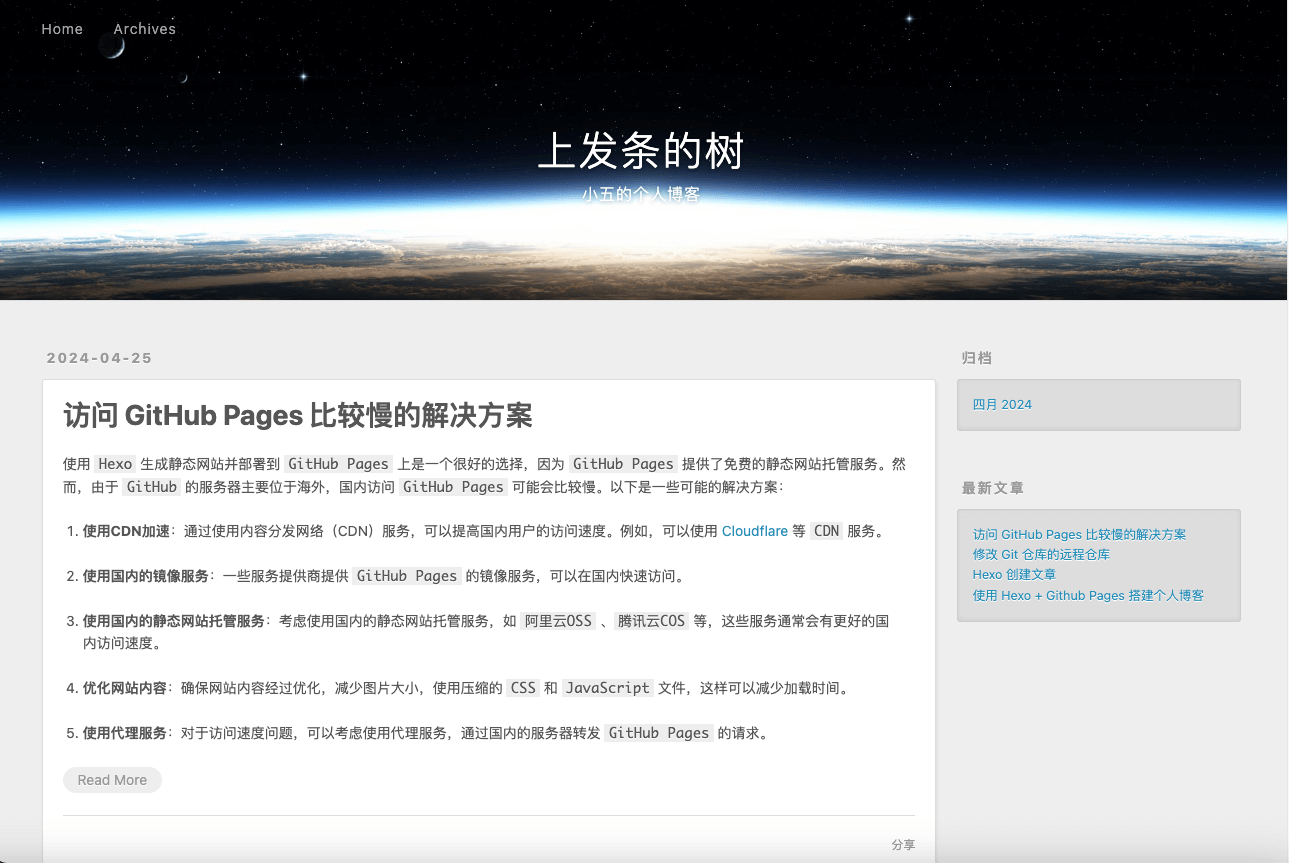 Home Archives
上发条的树
小五的个人博客
2024-04-25
访问 GitHub Pages 比较慢的解决方案
使用 Hexo 生成静态网站并部署到 GitHub Pages 上是一个很好的选择，因为 GitHub Pages 提供了免费的静态网站托管服务。然
而，由于 GitHub 的服务器主要位于海外，国内访问 GitHub Pages 可能会比较慢。以下是一些可能的解决方案：
1. 使用CDN加速：通过使用内容分发网络（CDN）服务，可以提高国内用户的访问速度。例如，可以使用 Cloudflare 等 CDN 服务。
2. 使用国内的镜像服务：一些服务提供商提供 GitHub Pages 的镜像服务，可以在国内快速访问。
3. 使用国内的静态网站托管服务：考虑使用国内的静态网站托管服务，如 阿里云OSS 、腾讯云COS 等，这些服务通常会有更好的国
内访问速度。
4. 优化网站内容：确保网站内容经过优化，减少图片大小，使用压缩的 CSS 和 JavaScript 文件，这样可以减少加载时间。
5. 使用代理服务：对于访问速度问题，可以考虑使用代理服务，通过国内的服务器转发 GitHub Pages 的请求。
Read More
分享
归档
四月 2024
最新文章
访问 GitHub Pages 比较慢的解决方案
修改 Git 仓库的远程仓库
Hexo 创建文章
使用 Hexo + Github Pages 搭建个人博客